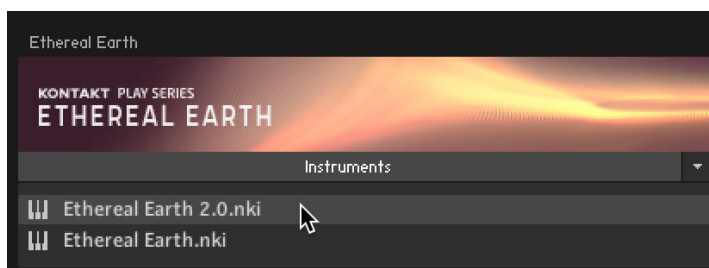 Ethereal Earth
KONTAKT PLAY SERIES
ETHEREAL EARTH
Instruments
Ethereal Earth 2.0.nki
Ethereal Earth.nki